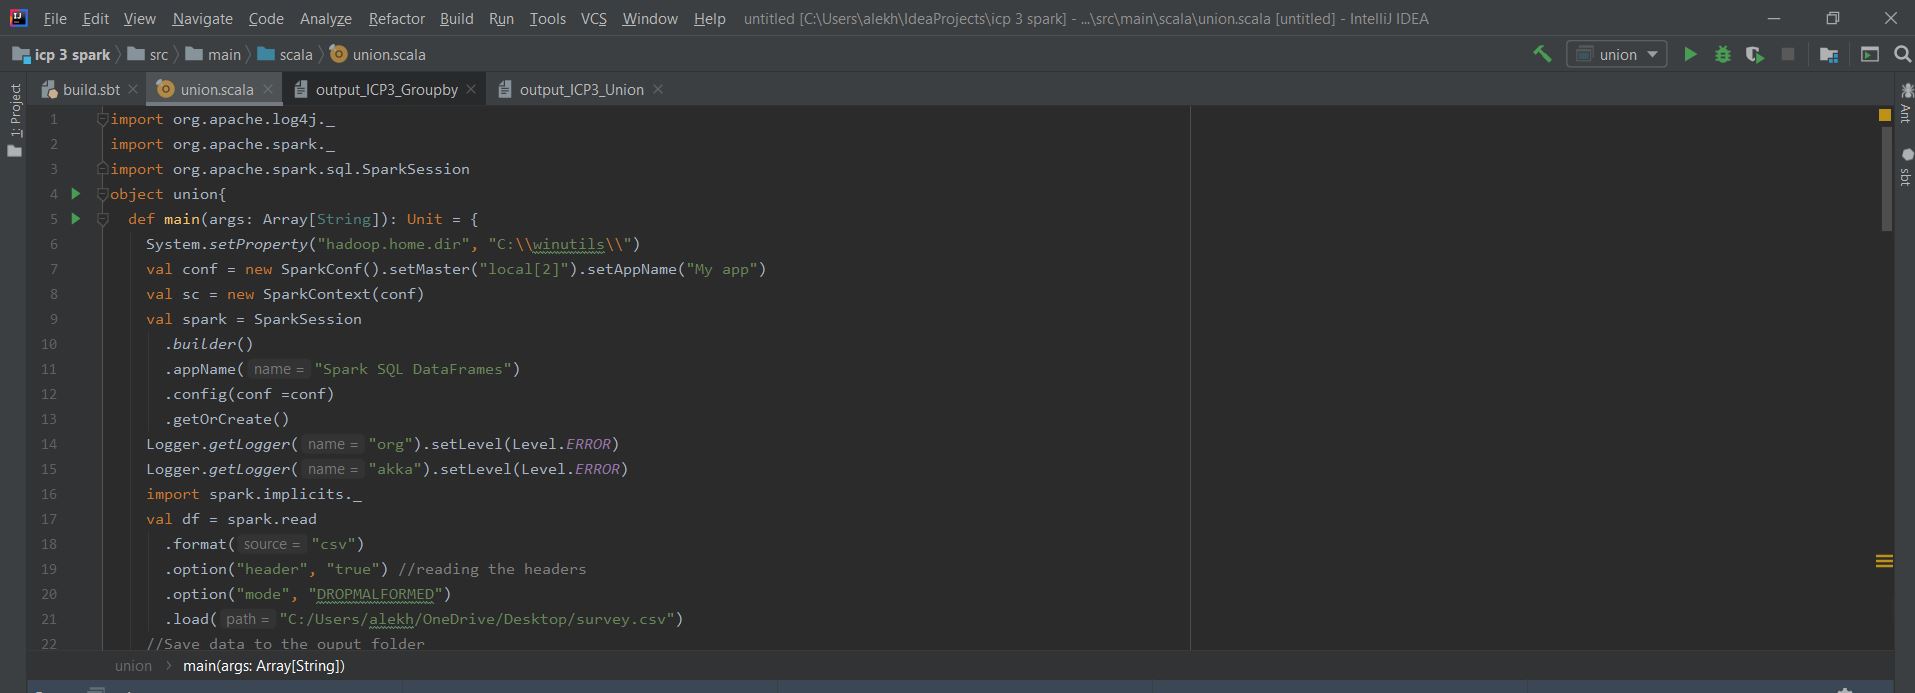 File Edit View Navigate Code Analyze Refactor Build Run Tools VCS Window Help untitled [C:\Users\alekh\IdeaProjects\icp 3 spark] - ...\src\main\scala\union.scala [untitled] - IntelliJ IDEA
icp 3 spark src main scala union.scala union
build.sbt union.scala output_ICP3_Groupby output_ICP3_Union
1: Project
Ant
sbt
1 import org.apache.log4j._
2 import org.apache.spark._
3 import org.apache.spark.sql.SparkSession
4 object union{
5 def main(args: Array[String]): Unit = {
6 System.setProperty("hadoop.home.dir", "C:\\winutils\\")
7 val conf = new SparkConf().setMaster("local[2]").setAppName("My app")
8 val sc = new SparkContext(conf)
9 val spark = SparkSession
10 .builder()
11 .appName( name = "Spark SQL DataFrames")
12 .config(conf =conf)
13 .getOrCreate()
14 Logger.getLogger( name = "org").setLevel(Level.ERROR)
15 Logger.getLogger( name = "akka").setLevel(Level.ERROR)
16 import spark.implicits._
17 val df = spark.read
18 .format( source = "csv")
19 .option("header", "true") //reading the headers
20 .option("mode", "DROPMALFORMED")
21 .load( path = "C:/Users/alekh/OneDrive/Desktop/survey.csv")
22 //Save data to the ouput folder
union > main(args: Array[String])